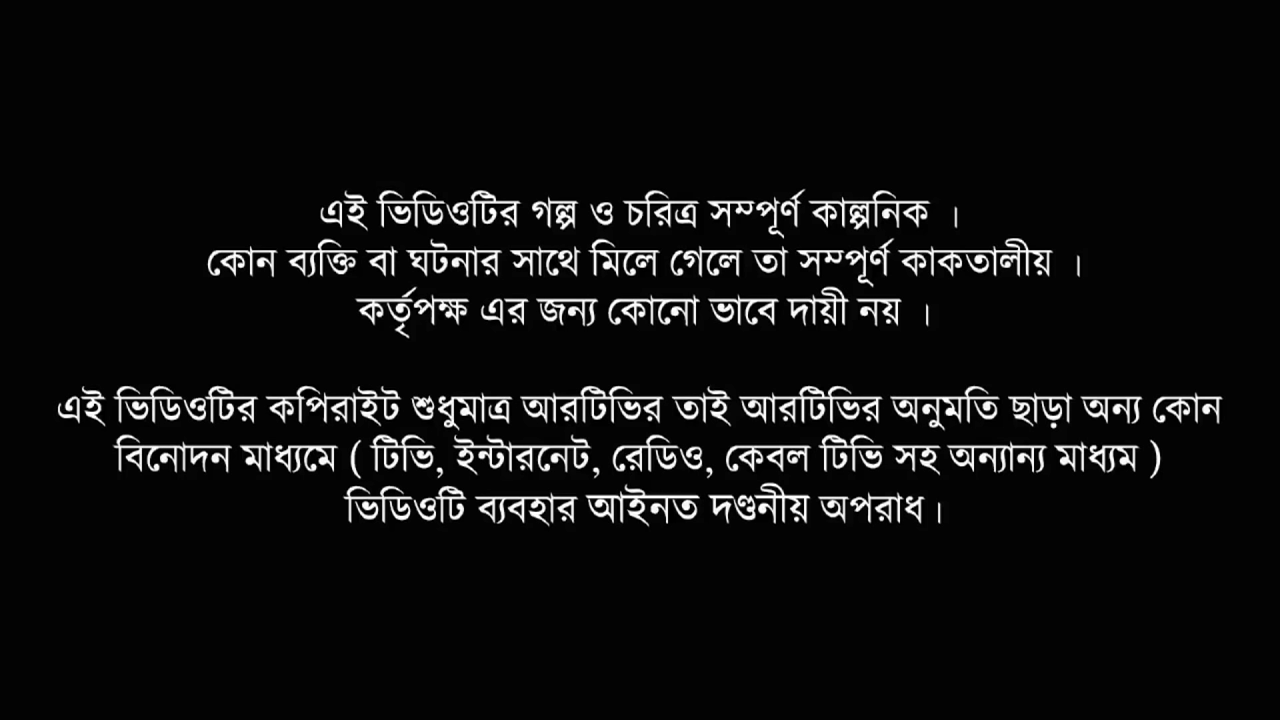 এই ভিডিওটির গল্প ও চরিত্র সম্পূর্ণ কাল্পনিক ।
কোন ব্যক্তি বা ঘটনার সাথে মিলে গেলে তা সম্পূর্ণ কাকতালীয় ।
কর্তৃপক্ষ এর জন্য কোনো ভাবে দায়ী নয় ।
এই ভিডিওটির কপিরাইট শুধুমাত্র আরটিভির তাই আরটিভির অনুমতি ছাড়া অন্য কোন
বিনোদন মাধ্যমে ( টিভি, ইন্টারনেট, রেডিও, কেবল টিভি সহ অন্যান্য মাধ্যম )
ভিডিওটি ব্যবহার আইনত দণ্ডনীয় অপরাধ।